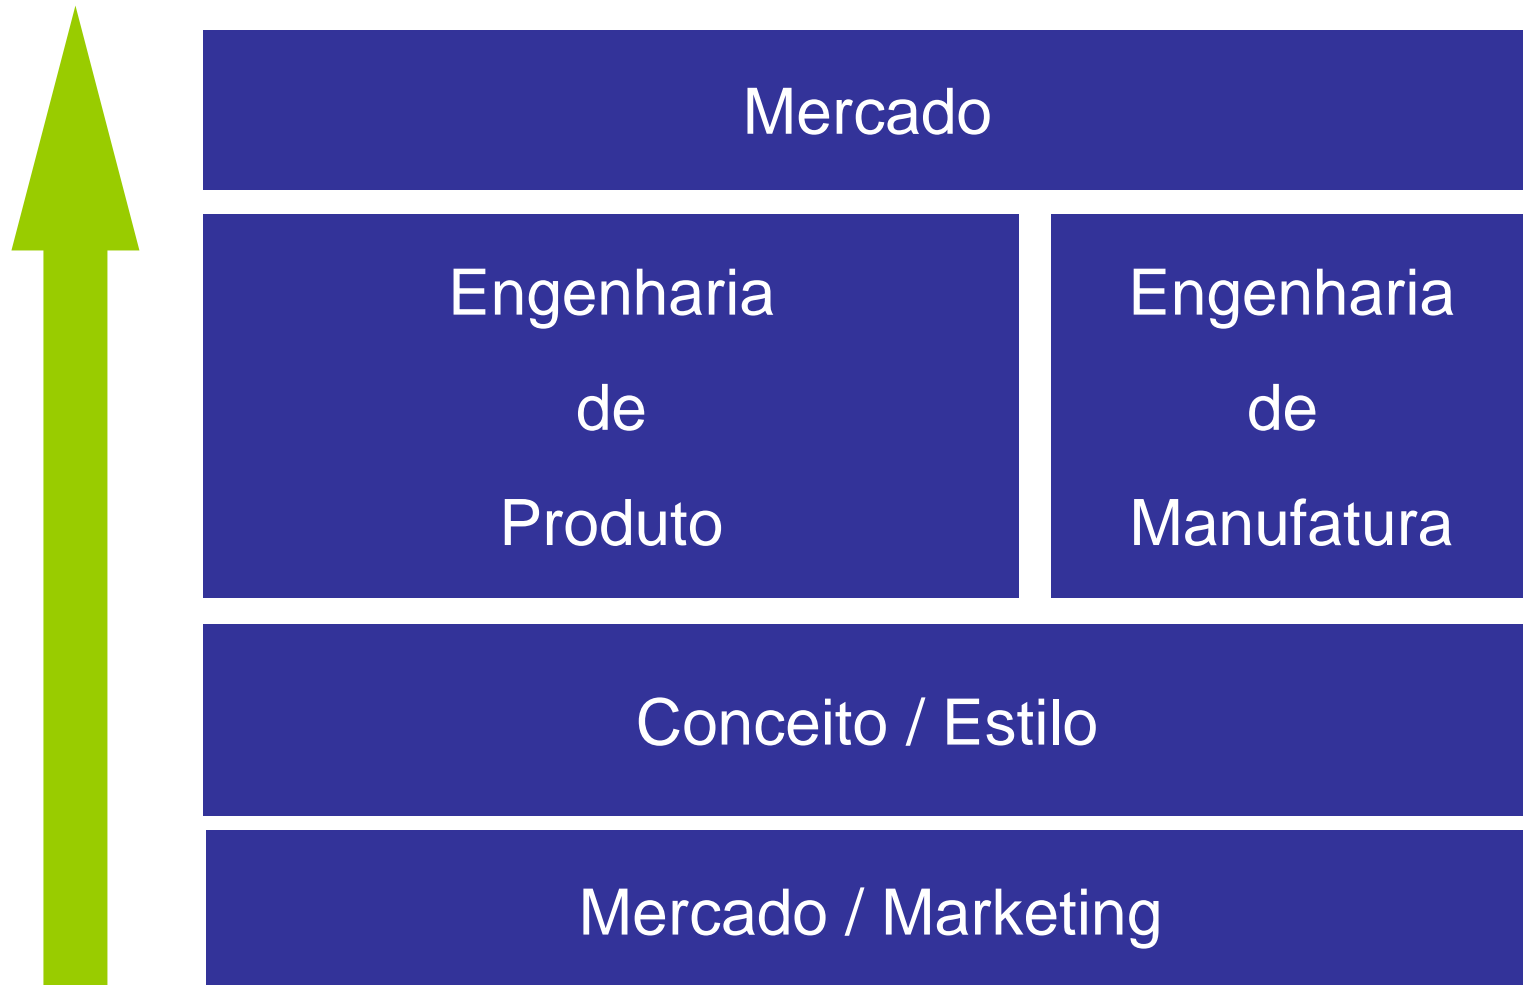 Mercado
Engenharia
de
Produto
Engenharia
de
Manufatura
Conceito / Estilo
Mercado / Marketing